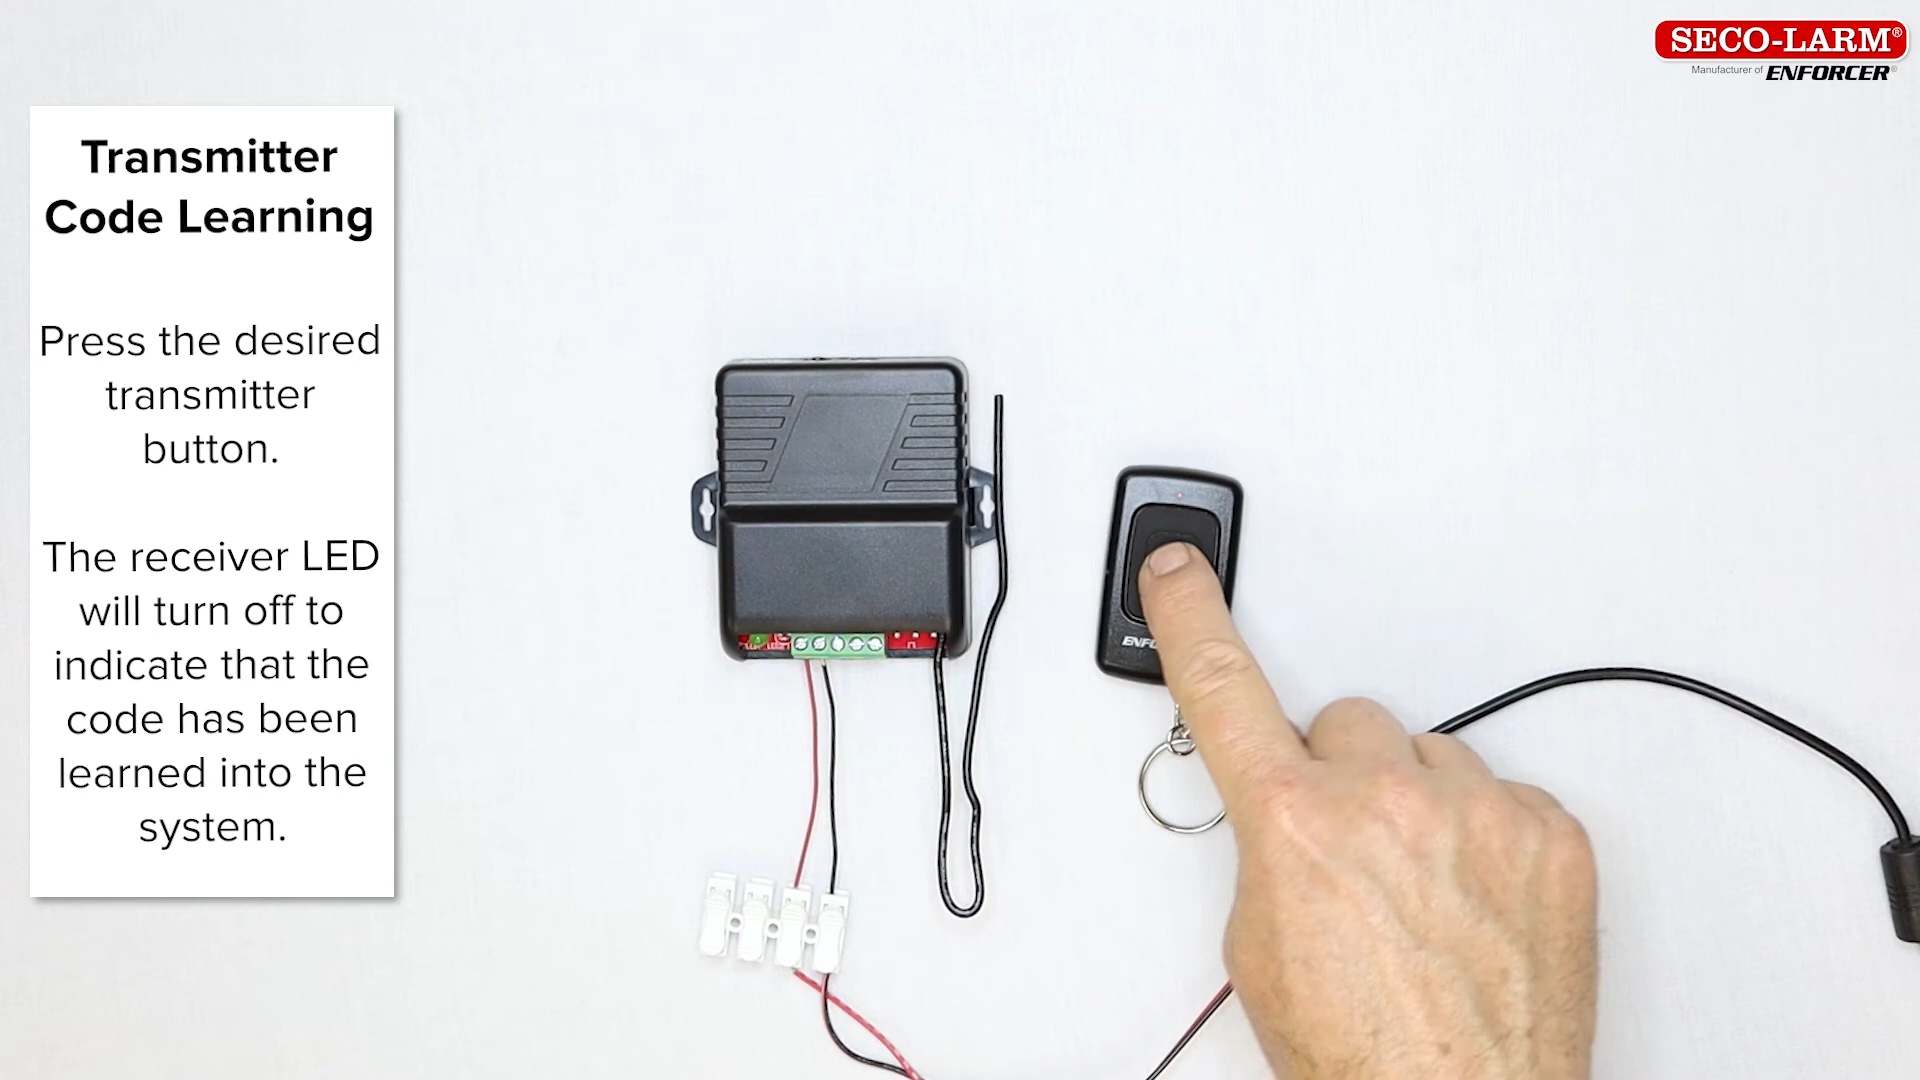 SECO-LARM®
Manufacturer of ENFORCER®
Transmitter
Code Learning
Press the desired
transmitter
button.
The receiver LED
will turn off to
indicate that the
code has been
learned into the
system.